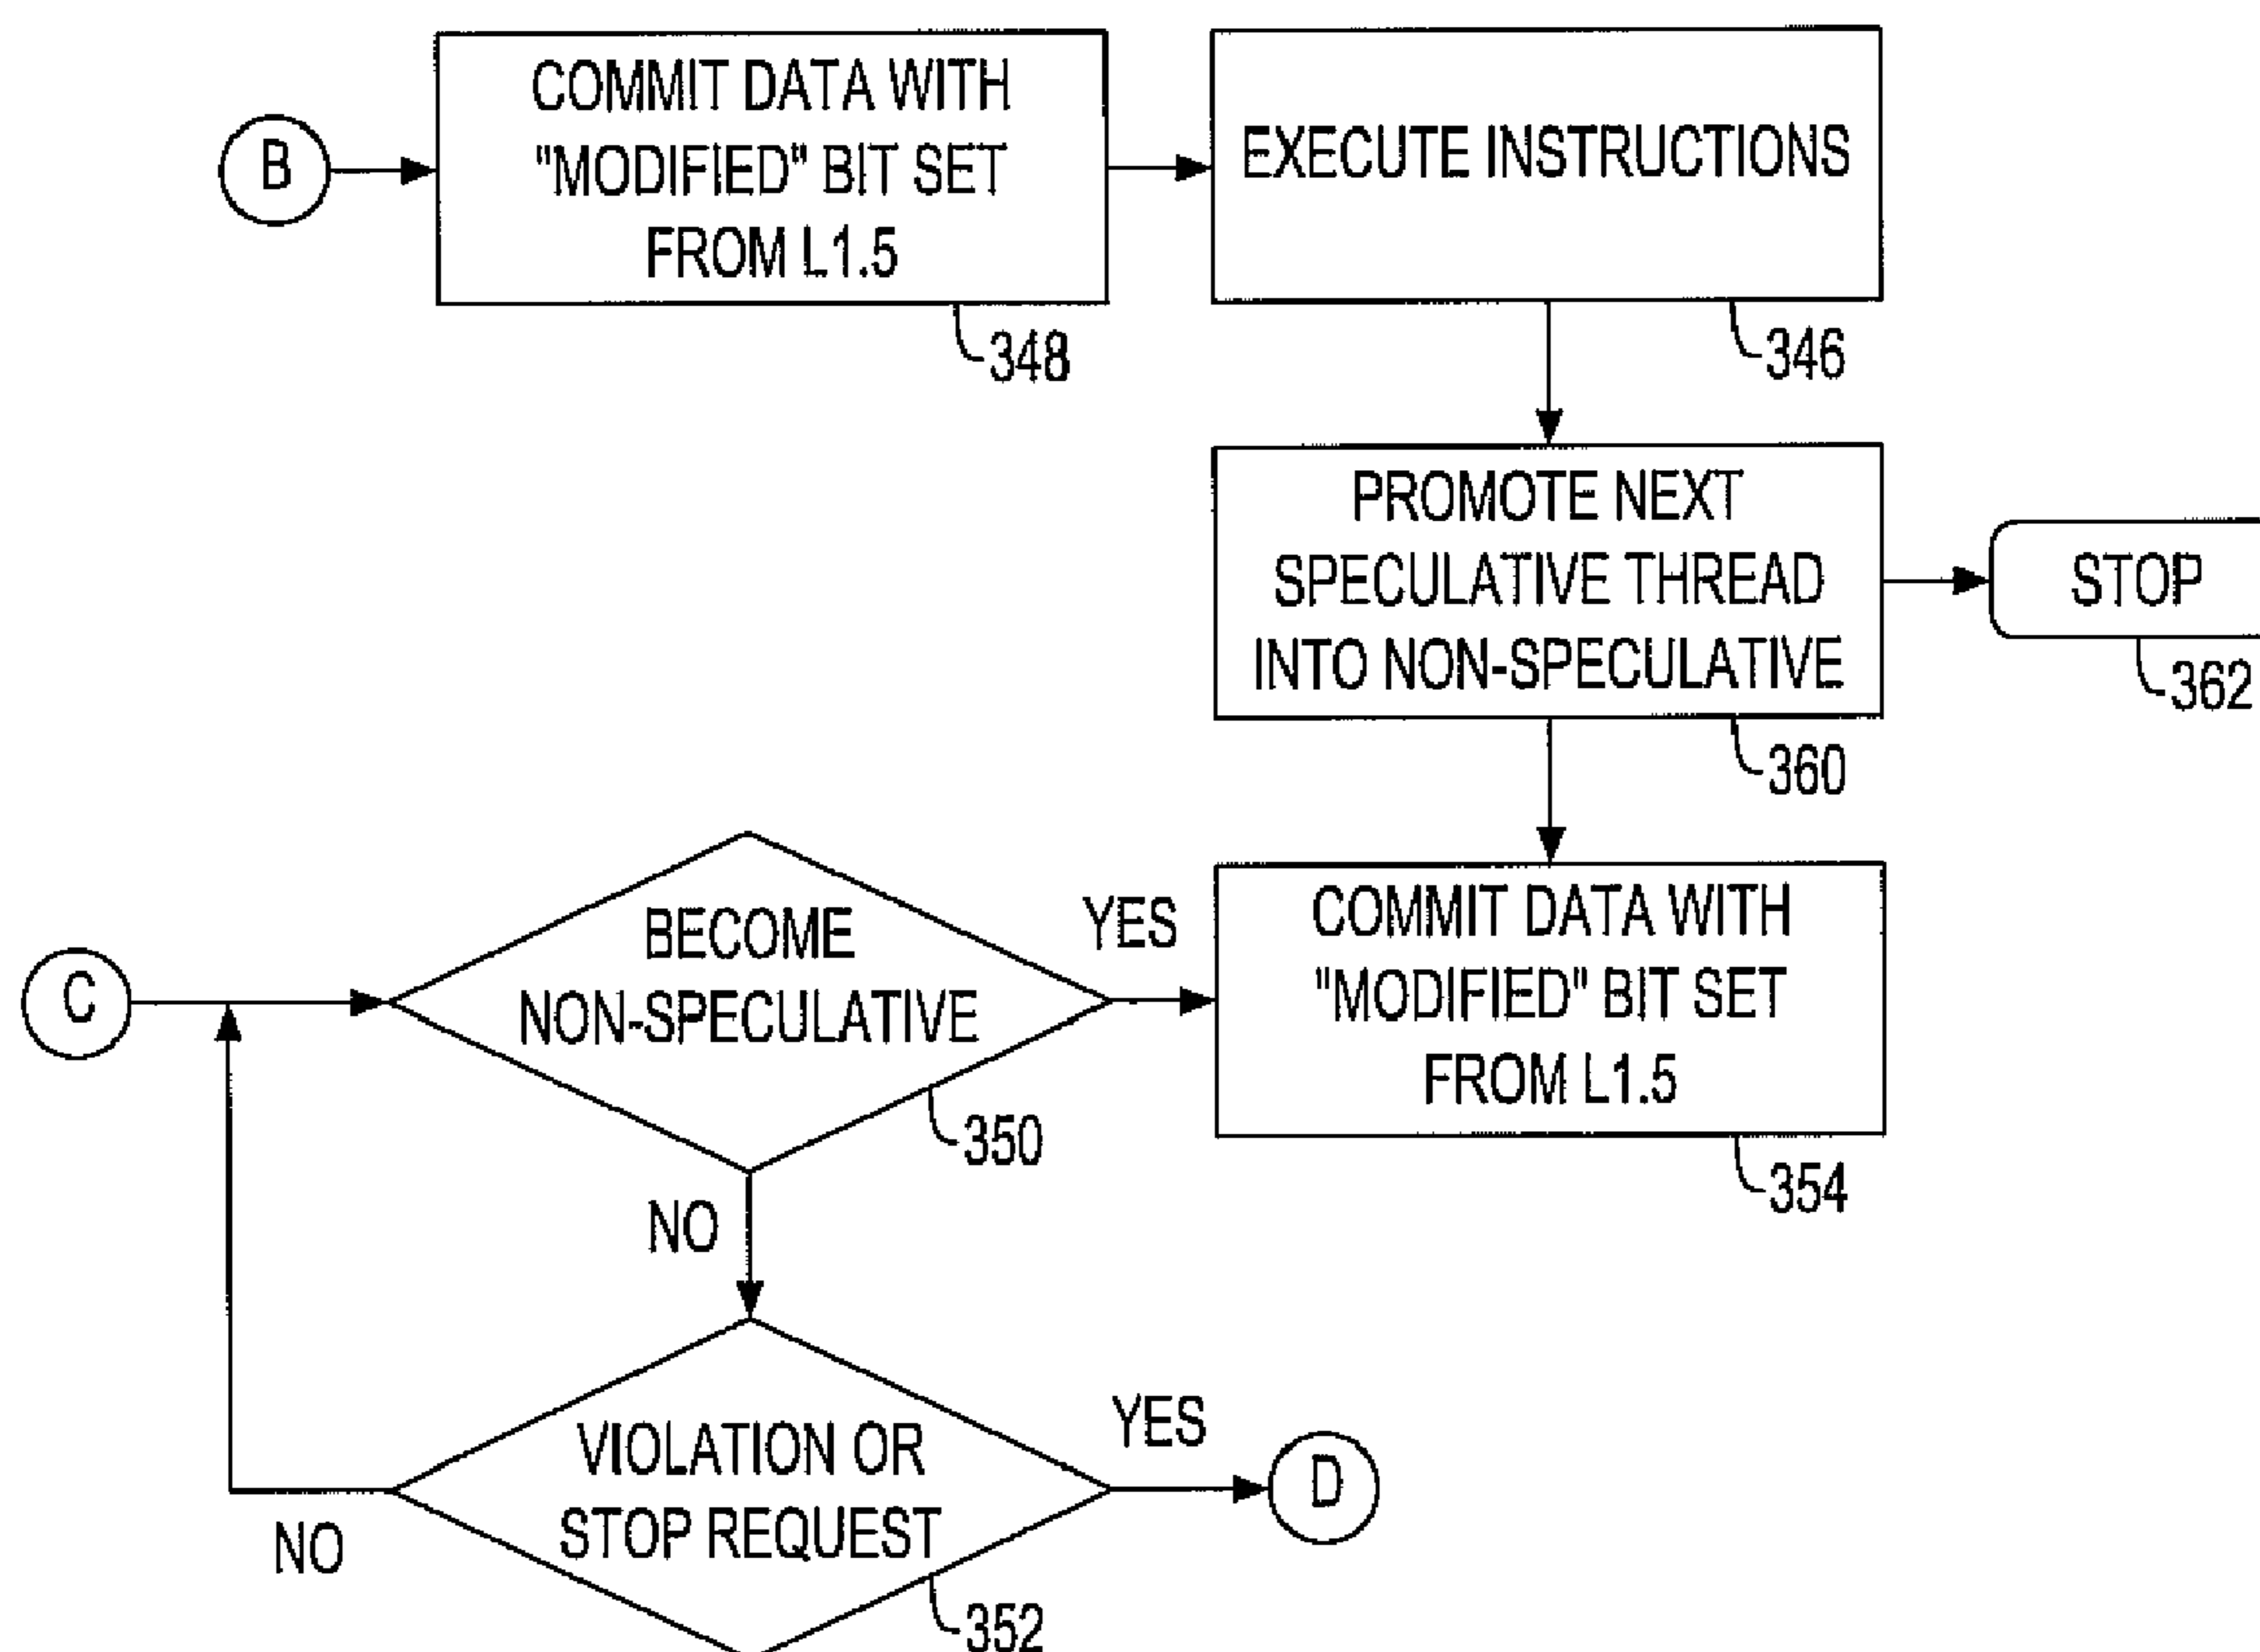 B
COMMIT DATA WITH
"MODIFIED" BIT SET
FROM L1.5
348
EXECUTE INSTRUCTIONS
346
PROMOTE NEXT
SPECULATIVE THREAD
INTO NON-SPECULATIVE
360
STOP
362
C
BECOME
NON-SPECULATIVE
350
YES
COMMIT DATA WITH
"MODIFIED" BIT SET
FROM L1.5
354
NO
VIOLATION OR
STOP REQUEST
352
YES
D
NO